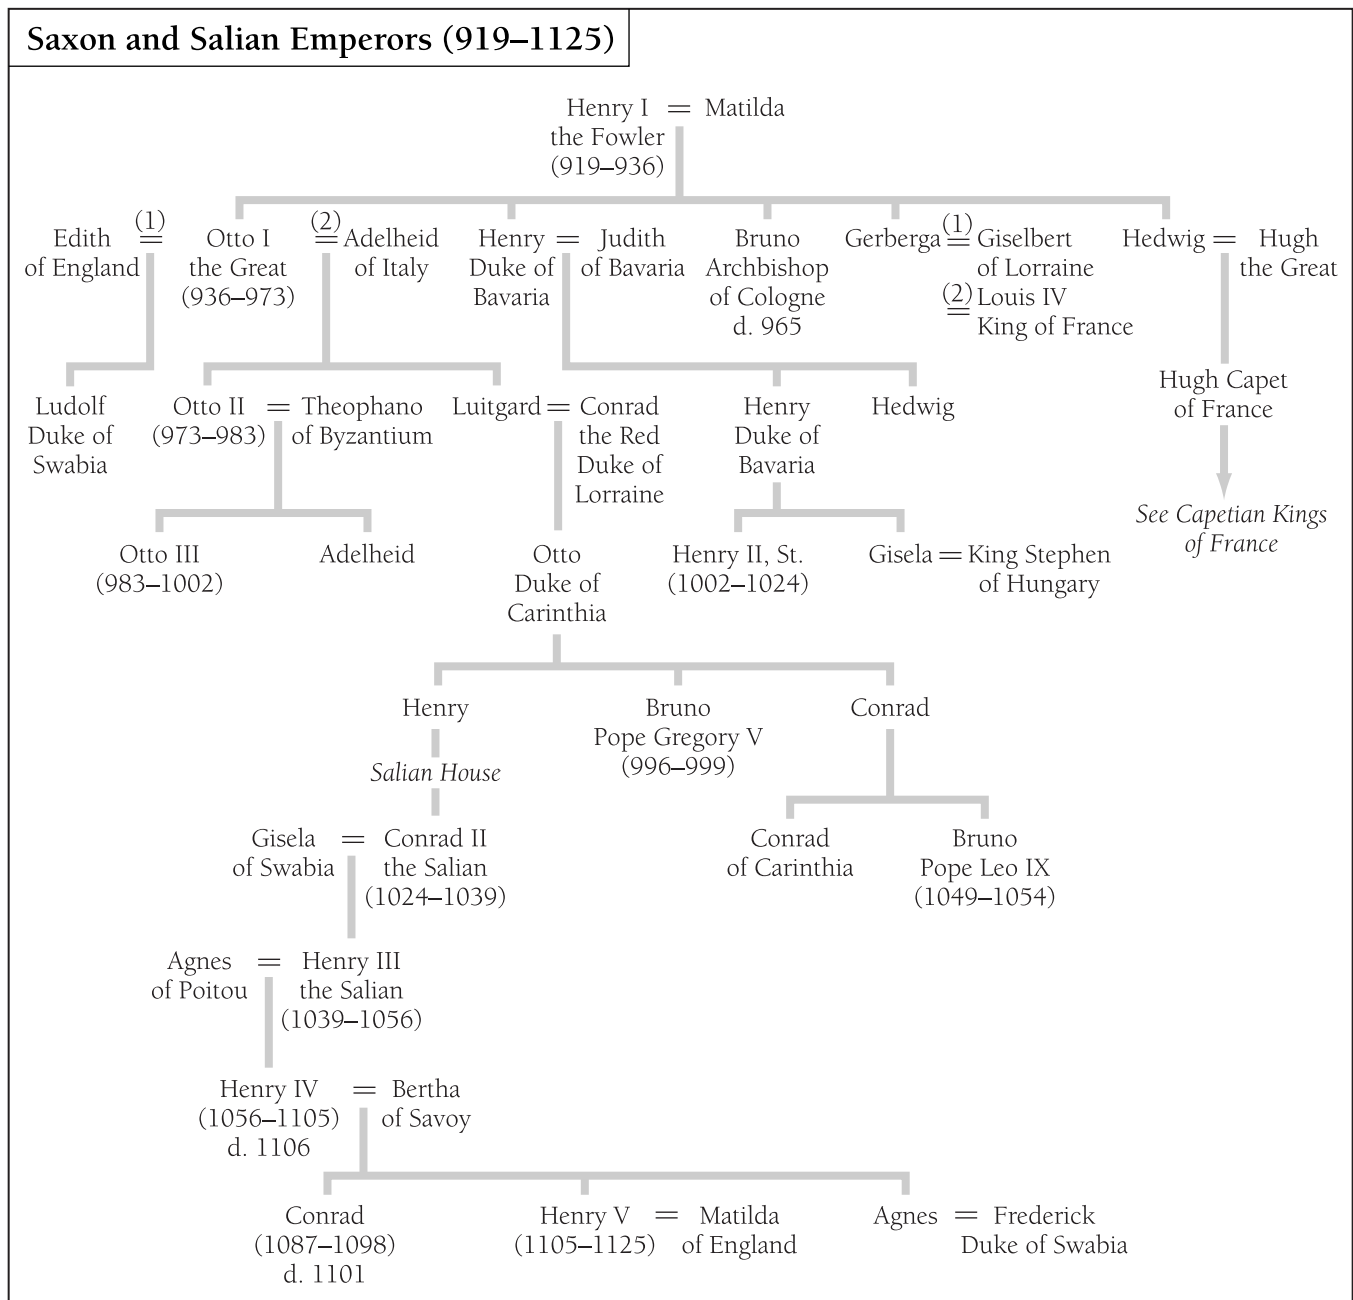 Saxon and Salian Emperors (919–1125)
Henry I = Matilda
the Fowler
(919–936)
Edith (1) = Otto I (2) = Adelheid Henry = Judith Bruno Gerberga (1) = Giselbert Hedwig = Hugh
of England the Great of Italy Duke of of Bavaria Archbishop of Lorraine the Great
(936–973) Bavaria of Cologne (2) = Louis IV
d. 965 King of France
Hugh Capet
of France
Ludolf Otto II = Theophano Luitgard = Conrad Henry Hedwig
Duke of (973–983) of Byzantium the Red Duke of
Swabia Duke of Bavaria
Lorraine
See Capetian Kings
of France
Otto III Adelheid Otto Henry II, St. Gisela = King Stephen
(983–1002) Duke of (1002–1024) of Hungary
Carinthia
Henry Bruno Conrad
Pope Gregory V
(996–999)
Salian House
Gisela = Conrad II Conrad Bruno
of Swabia the Salian of Carinthia Pope Leo IX
(1024–1039) (1049–1054)
Agnes = Henry III
of Poitou the Salian
(1039–1056)
Henry IV = Bertha
(1056–1105) of Savoy
d. 1106
Conrad Henry V = Matilda Agnes = Frederick
(1087–1098) (1105–1125) of England Duke of Swabia
d. 1101